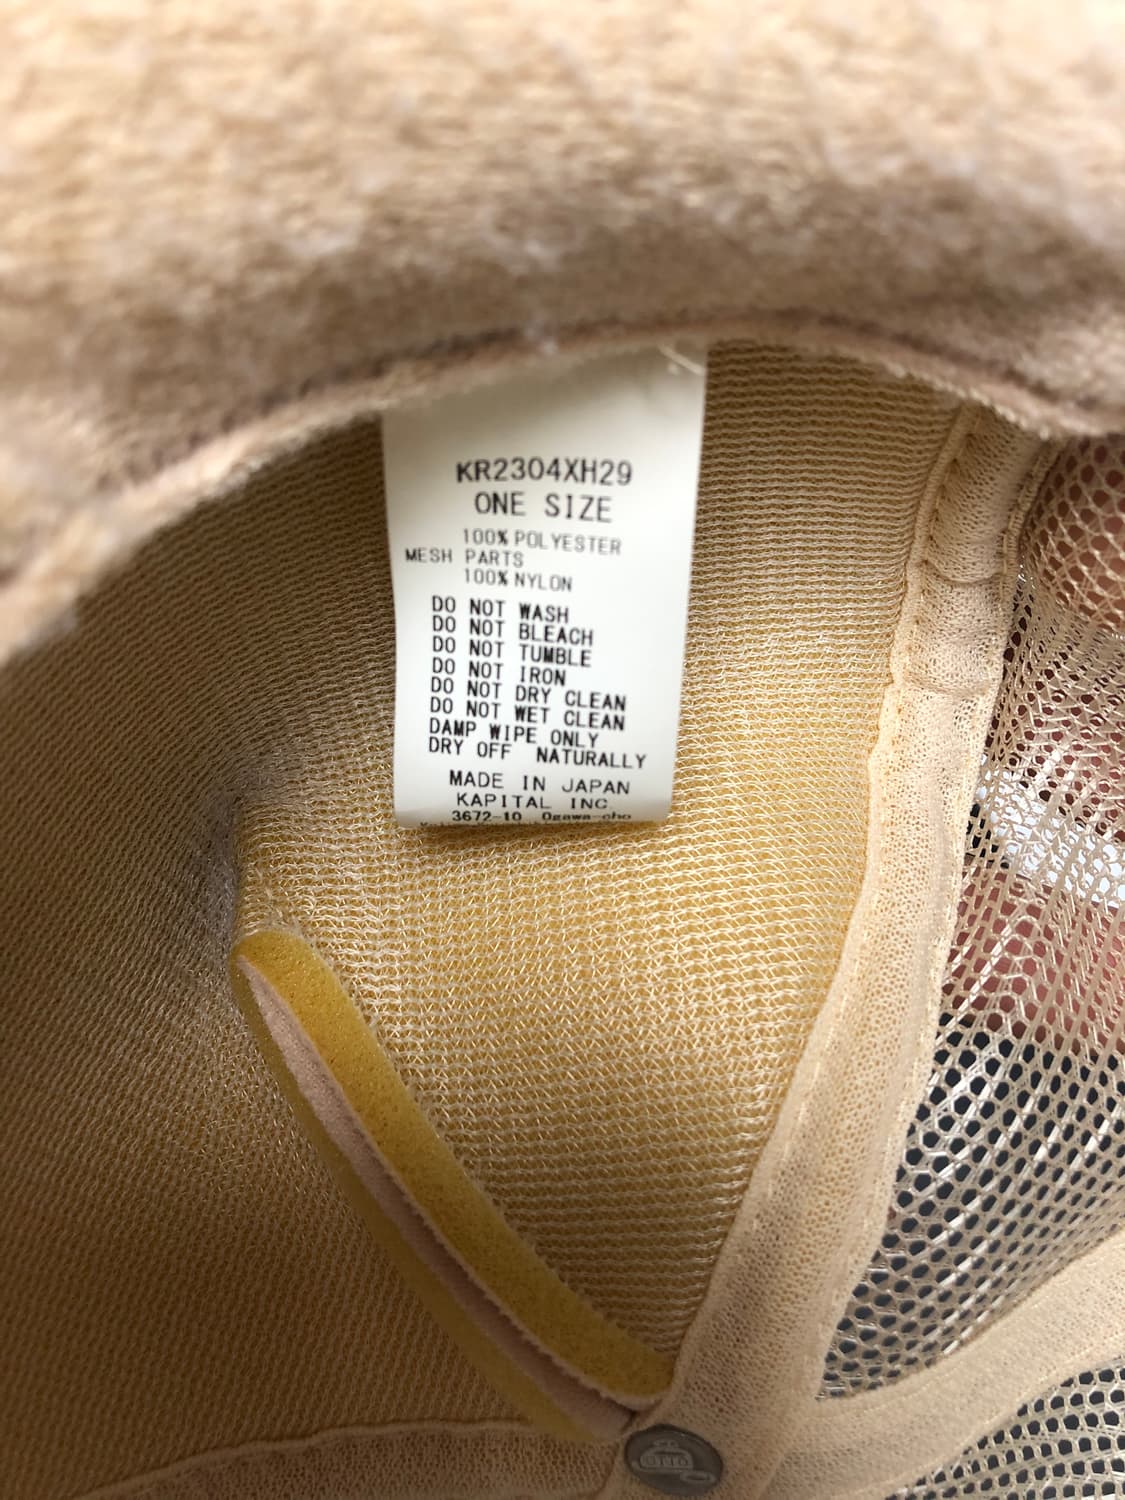 KR2304XH29
ONE SIZE
100% POLYESTER
MESH PARTS
100% NYLON
DO NOT WASH
DO NOT BLEACH
DO NOT TUMBLE
DO NOT IRON
DO NOT DRY CLEAN
DO NOT WET CLEAN
DAMP WIPE ONLY
DRY OFF NATURALLY
MADE IN JAPAN
KAPITAL INC
3672-10 Ogawa-cho
OTTO